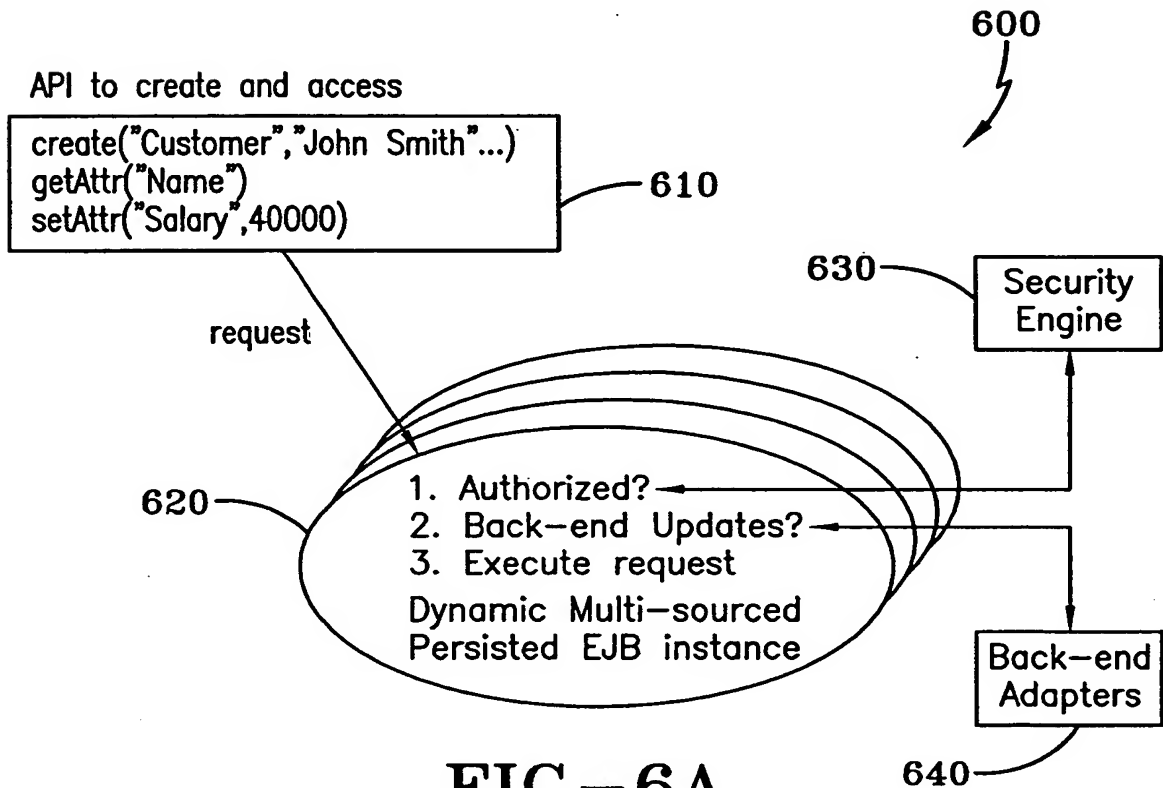 600
API to create and access
create("Customer","John Smith"...)
getAttr("Name")
setAttr("Salary",40000)
610
630
Security
Engine
request
620
1. Authorized?
2. Back-end Updates?
3. Execute request
Dynamic Multi-sourced
Persisted EJB instance
Back-end
Adapters
640
FIG-6A